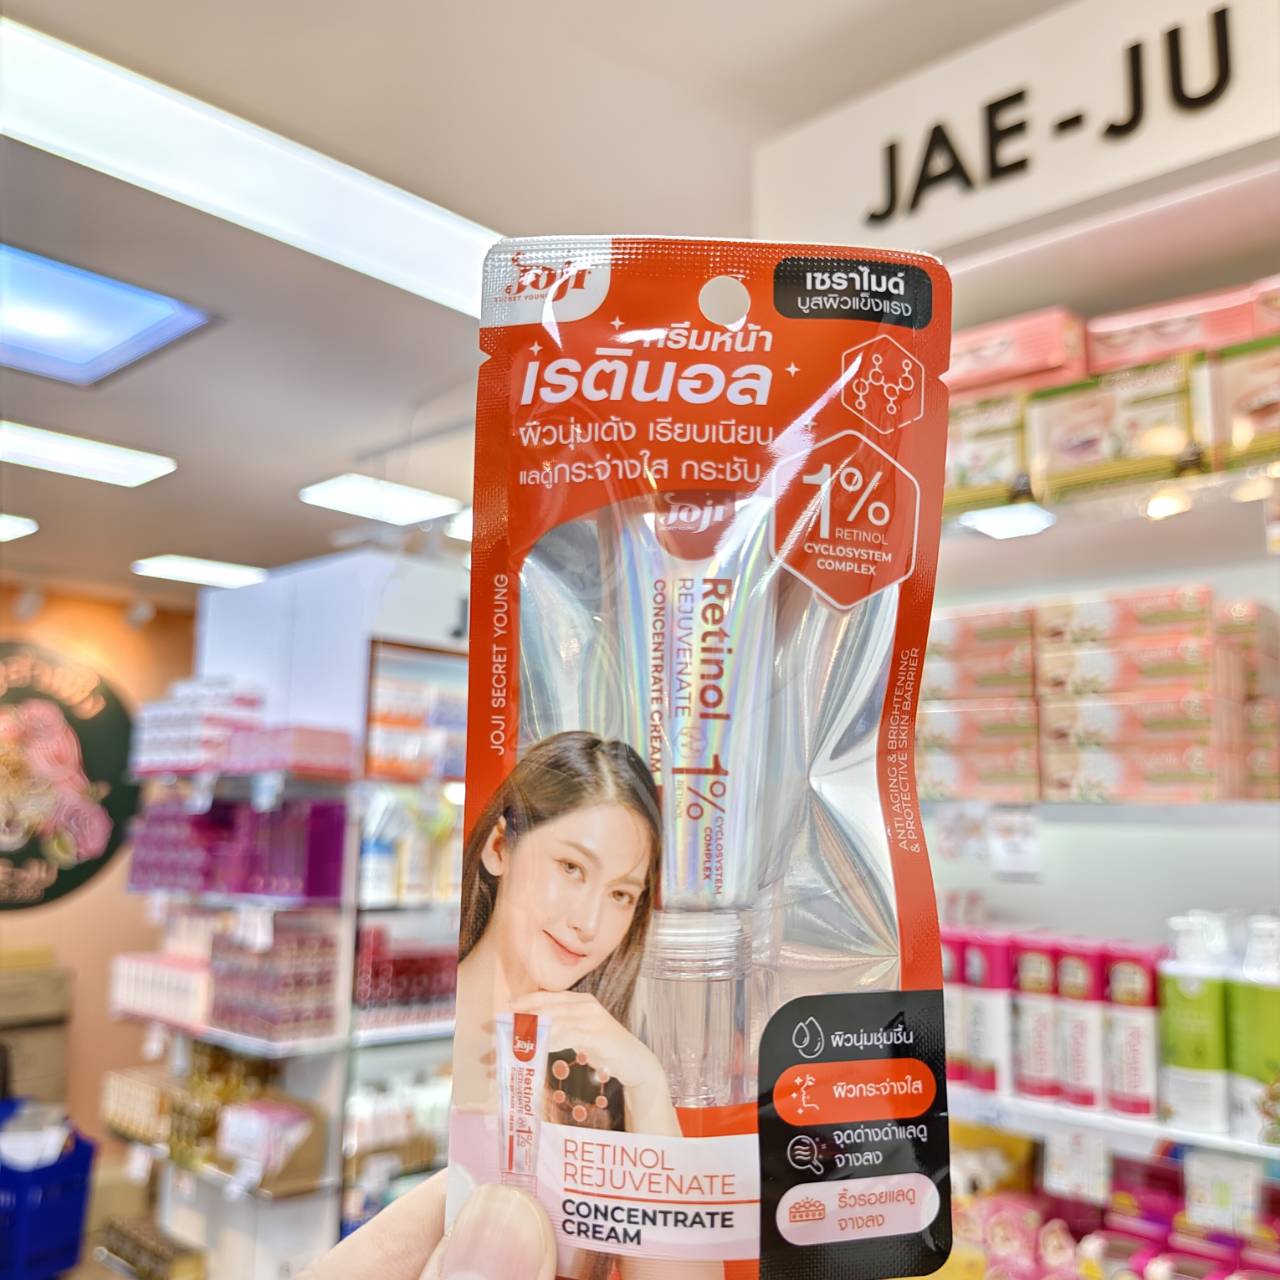 JAE-JU
Joji
SECRET YOUNG
เซราไมด์
บูสผิวแข็งแรง
ครีมหน้า
เรตินอล
ผิวนุ่มเด้ง เรียบเนียน
และดูกระจ่างใส กระชับ
1%
RETINOL
CYCLOSYSTEM
COMPLEX
Joji
Retinol 1%
REJUVENATE
RETINOL
CONCENTRATE CREAM
CYCLOSYSTEM
COMPLEX
JOJI SECRET YOUNG
ANTI AGING & BRIGHTENING
& PROTECTIVE SKIN BARRIER
Joji
Retinol 1%
RETINOL
REJUVENATE
CONCENTRATE
CREAM
ผิวนุ่มชุ่มชื้น
ผิวกระจ่างใส
จุดด่างดำแลดู
จางลง
ริ้วรอยแลดู
จางลง